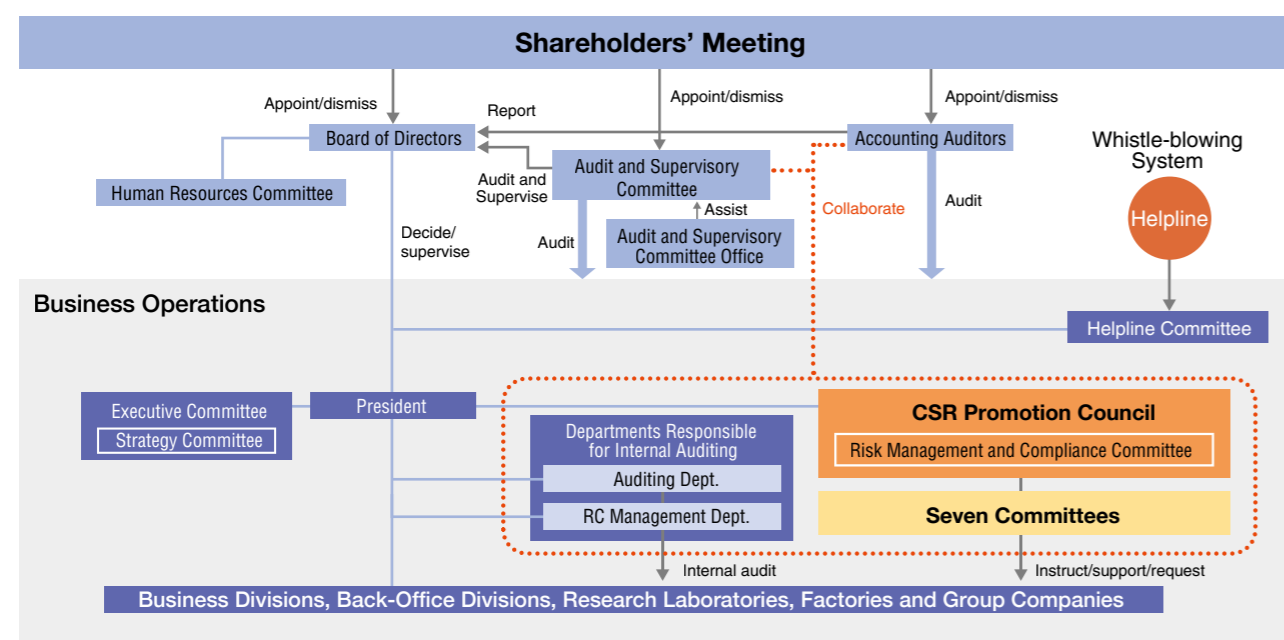 Shareholders’ Meeting
Appoint/dismiss
Appoint/dismiss
Appoint/dismiss
Report
Board of Directors
Accounting Auditors
Whistle-blowing
System
Human Resources Committee
Audit and
Supervise
Audit and Supervisory
Committee
Collaborate
Audit
Helpline
Assist
Decide/
supervise
Audit
Audit and Supervisory
Committee Office
Business Operations
Helpline Committee
Executive Committee
Strategy Committee
President
Departments Responsible
for Internal Auditing
Auditing Dept.
RC Management Dept.
CSR Promotion Council
Risk Management and Compliance Committee
Seven Committees
Internal audit
Instruct/support/request
Business Divisions, Back-Office Divisions, Research Laboratories, Factories and Group Companies